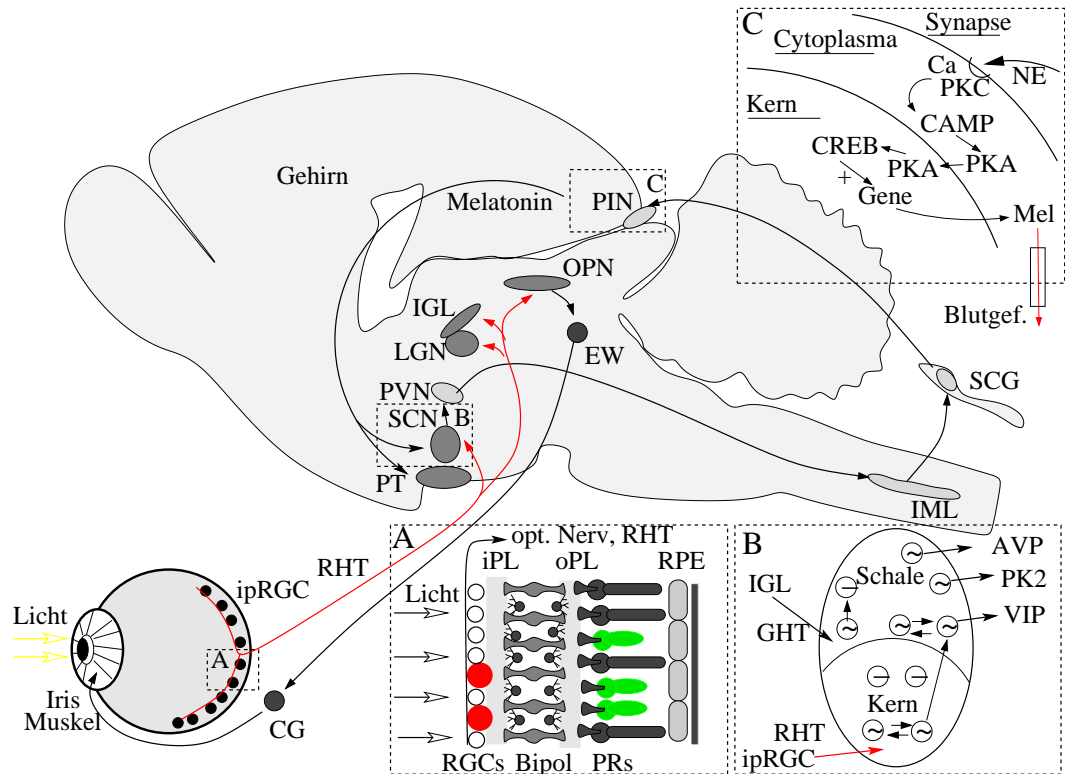 C
Synapse
Cytoplasma
Ca
PKC
NE
Kern
CAMP
CREB
PKA
PKA
+
Gene
Mel
Blutgef.
Gehirn
Melatonin
PIN
C
OPN
IGL
LGN
EW
PVN
SCN
B
PT
SCG
IML
RHT
ipRGC
Licht
A
Iris
Muskel
CG
A
opt. Nerv, RHT
iPL
oPL
RPE
Licht
RGCs
Bipol
PRs
B
AVP
Schale
PK2
IGL
VIP
GHT
Kern
RHT
ipRGC
~
~
~
~
~
~